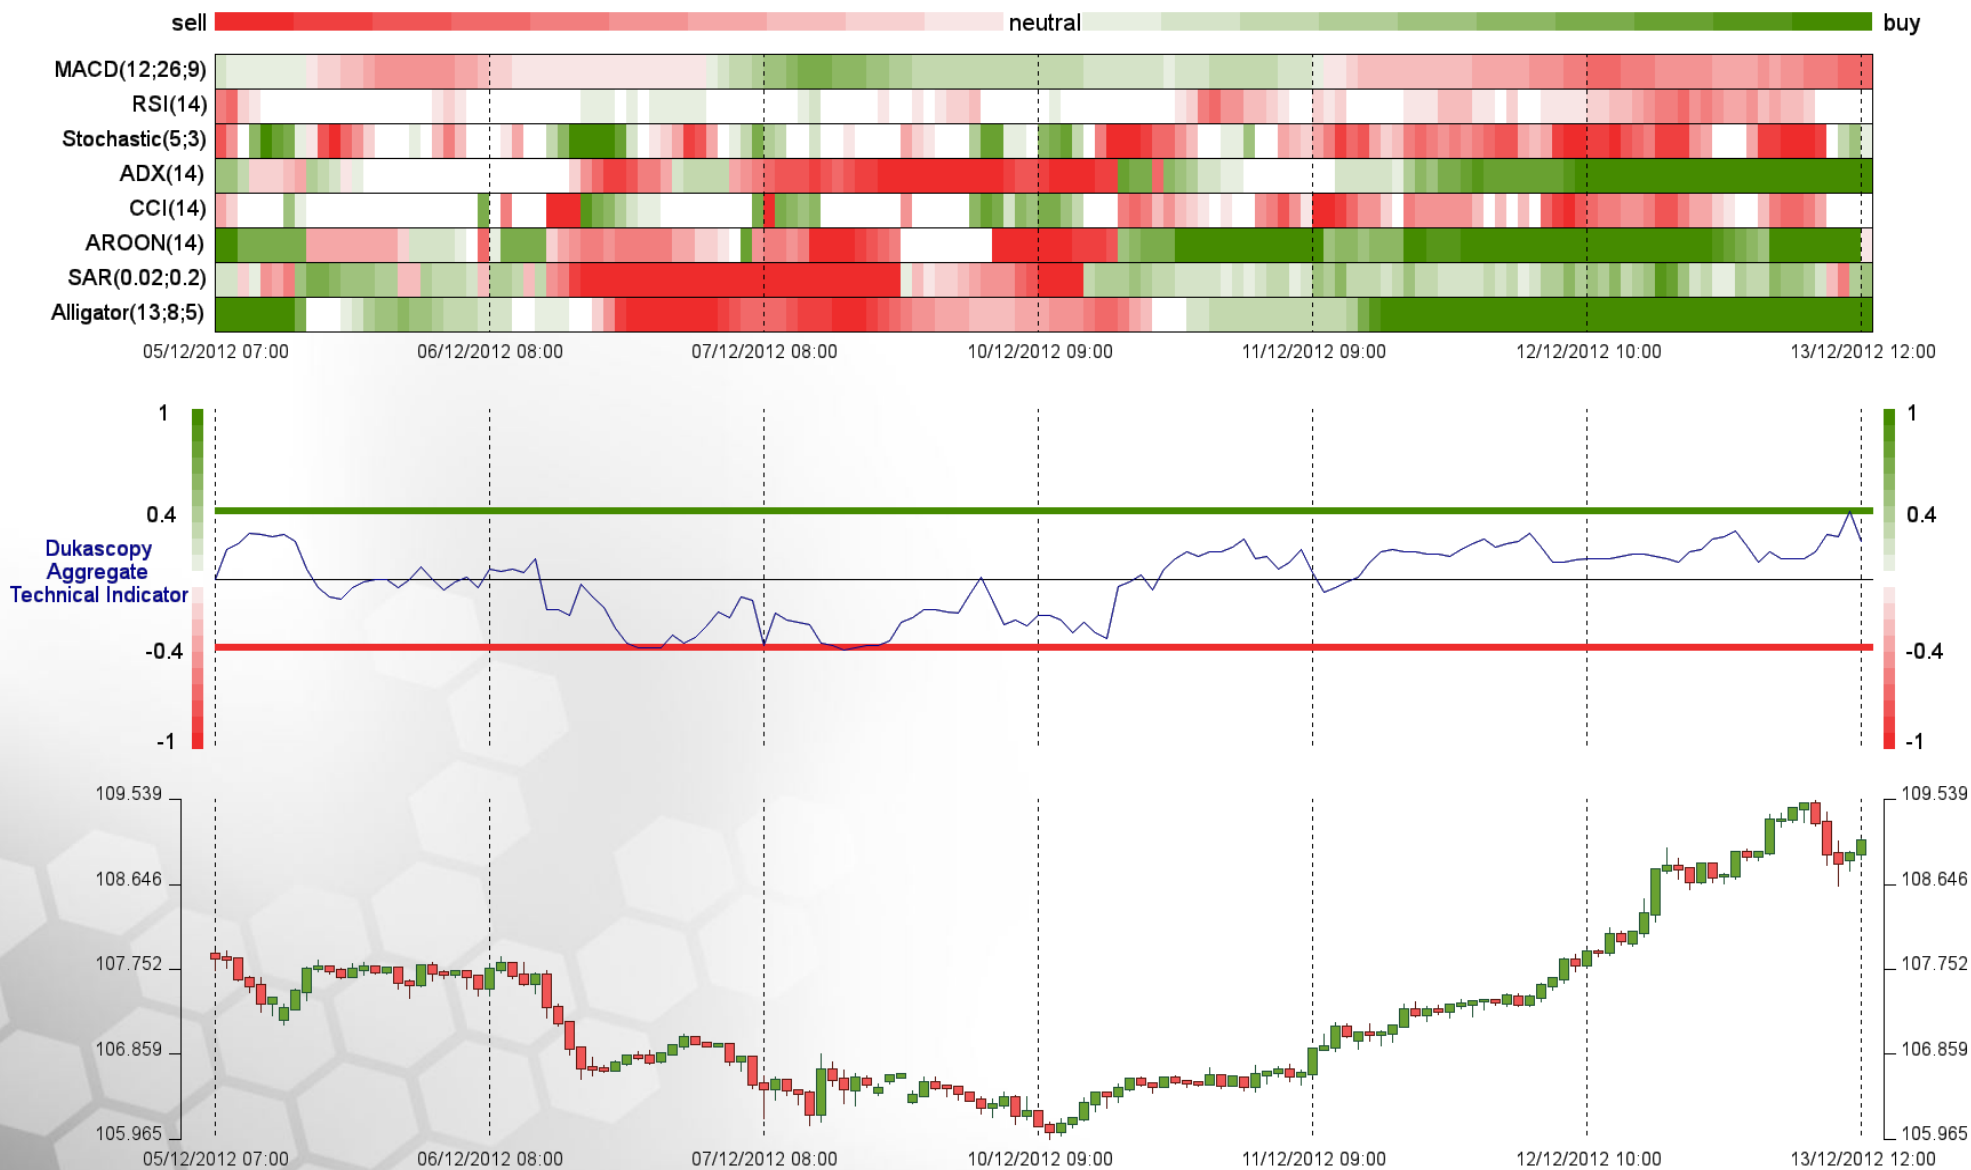 sell neutral buy
MACD(12;26;9)
RSI(14)
Stochastic(5;3)
ADX(14)
CCI(14)
AROON(14)
SAR(0.02;0.2)
Alligator(13;8;5)
05/12/2012 07:00 06/12/2012 08:00 07/12/2012 08:00 10/12/2012 09:00 11/12/2012 09:00 12/12/2012 10:00 13/12/2012 12:00
1 1
0.4 0.4
Dukascopy
Aggregate
Technical Indicator
-0.4 -0.4
-1 -1
109.539 109.539
108.646 108.646
107.752 107.752
106.859 106.859
105.965 105.965
05/12/2012 07:00 06/12/2012 08:00 07/12/2012 08:00 10/12/2012 09:00 11/12/2012 09:00 12/12/2012 10:00 13/12/2012 12:00